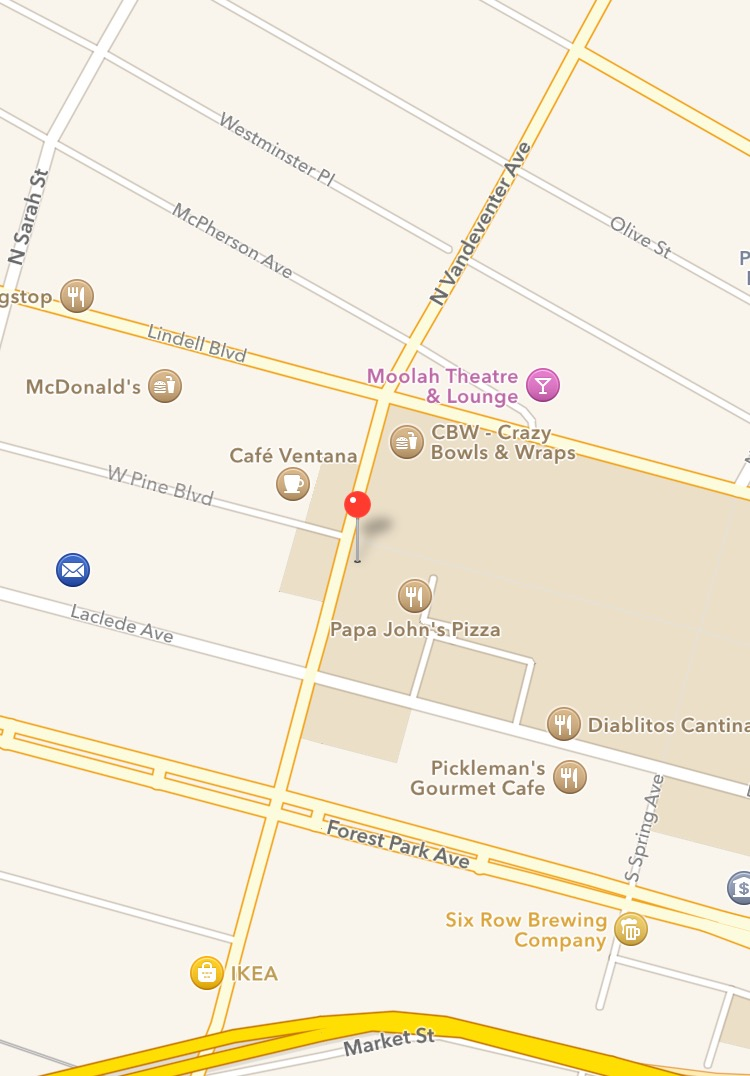 Westminster Pl
N Vandeventer Ave
N Sarah St
McPherson Ave
Olive St
gstop
Lindell Blvd
McDonald's
Moolah Theatre
& Lounge
CBW - Crazy
Bowls & Wraps
Café Ventana
W Pine Blvd
Laclede Ave
Papa John's Pizza
Diablitos Cantina
Pickleman's
Gourmet Cafe
S Spring Ave
Forest Park Ave
Six Row Brewing
Company
IKEA
Market St